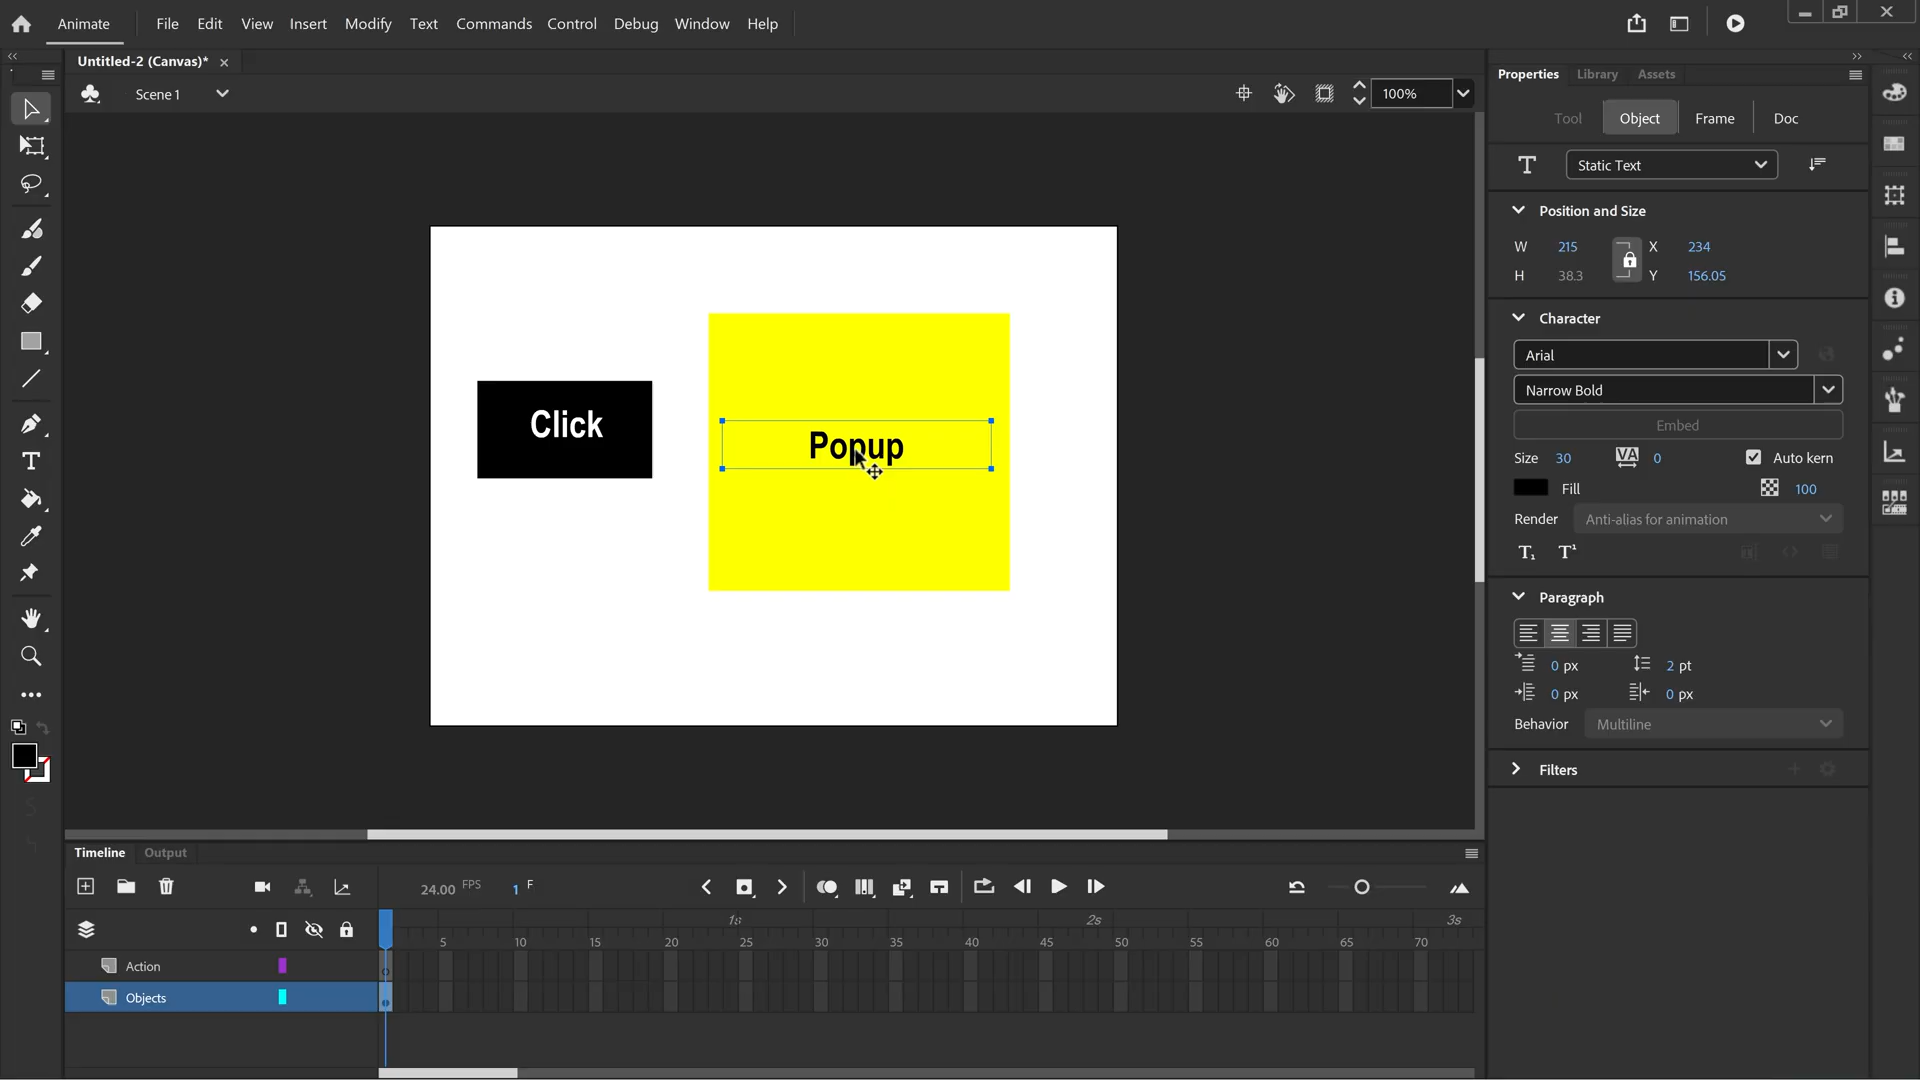 Animate File Edit View Insert Modify Text Commands Control Debug Window Help
Untitled-2 (Canvas)* ×
Scene 1
100%
Properties Library Assets
Tool Object Frame Doc
T Static Text
Position and Size
W 215 X 234
H 38.3 Y 156.05
Character
Arial
Narrow Bold
Embed
Size 30 VA 0 Auto kern
Fill 100
Render Anti-alias for animation
T₁ T¹
Paragraph
0 px 2 pt
0 px 0 px
Behavior Multiline
Filters
Click
Popup
Timeline Output
24.00 FPS 1 F
1s 2s 3s
5 10 15 20 25 30 35 40 45 50 55 60 65 70
Action
Objects